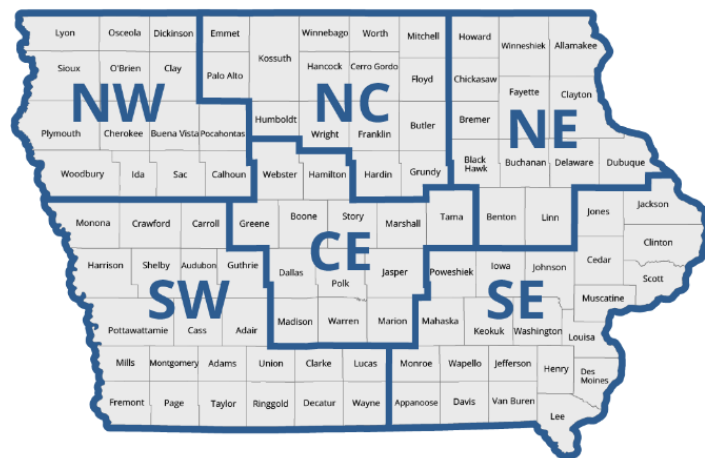 Lyon Osceola Dickinson Emmet Winnebago Worth Mitchell Howard Winneshiek Allamakee
Kossuth
Sioux O'Brien Clay Palo Alto Hancock Cerro Gordo Floyd Chickasaw
NW NC NE
Fayette Clayton
Plymouth Cherokee Buena Vista Pocahontas Humboldt Wright Franklin Butler Bremer
Woodbury Ida Sac Calhoun Webster Hamilton Hardin Grundy Black Hawk Buchanan Delaware Dubuque
Monona Crawford Carroll Greene Boone Story Marshall Tama Benton Linn Jones Jackson
CE
Harrison Shelby Audubon Guthrie Dallas Polk Jasper Poweshiek Iowa Johnson Cedar Clinton
Scott
SW SE
Muscatine
Pottawattamie Cass Adair Madison Warren Marion Mahaska Keokuk Washington Louisa
Mills Montgomery Adams Union Clarke Lucas Monroe Wapello Jefferson Henry Des Moines
Fremont Page Taylor Ringgold Decatur Wayne Appanoose Davis Van Buren Lee